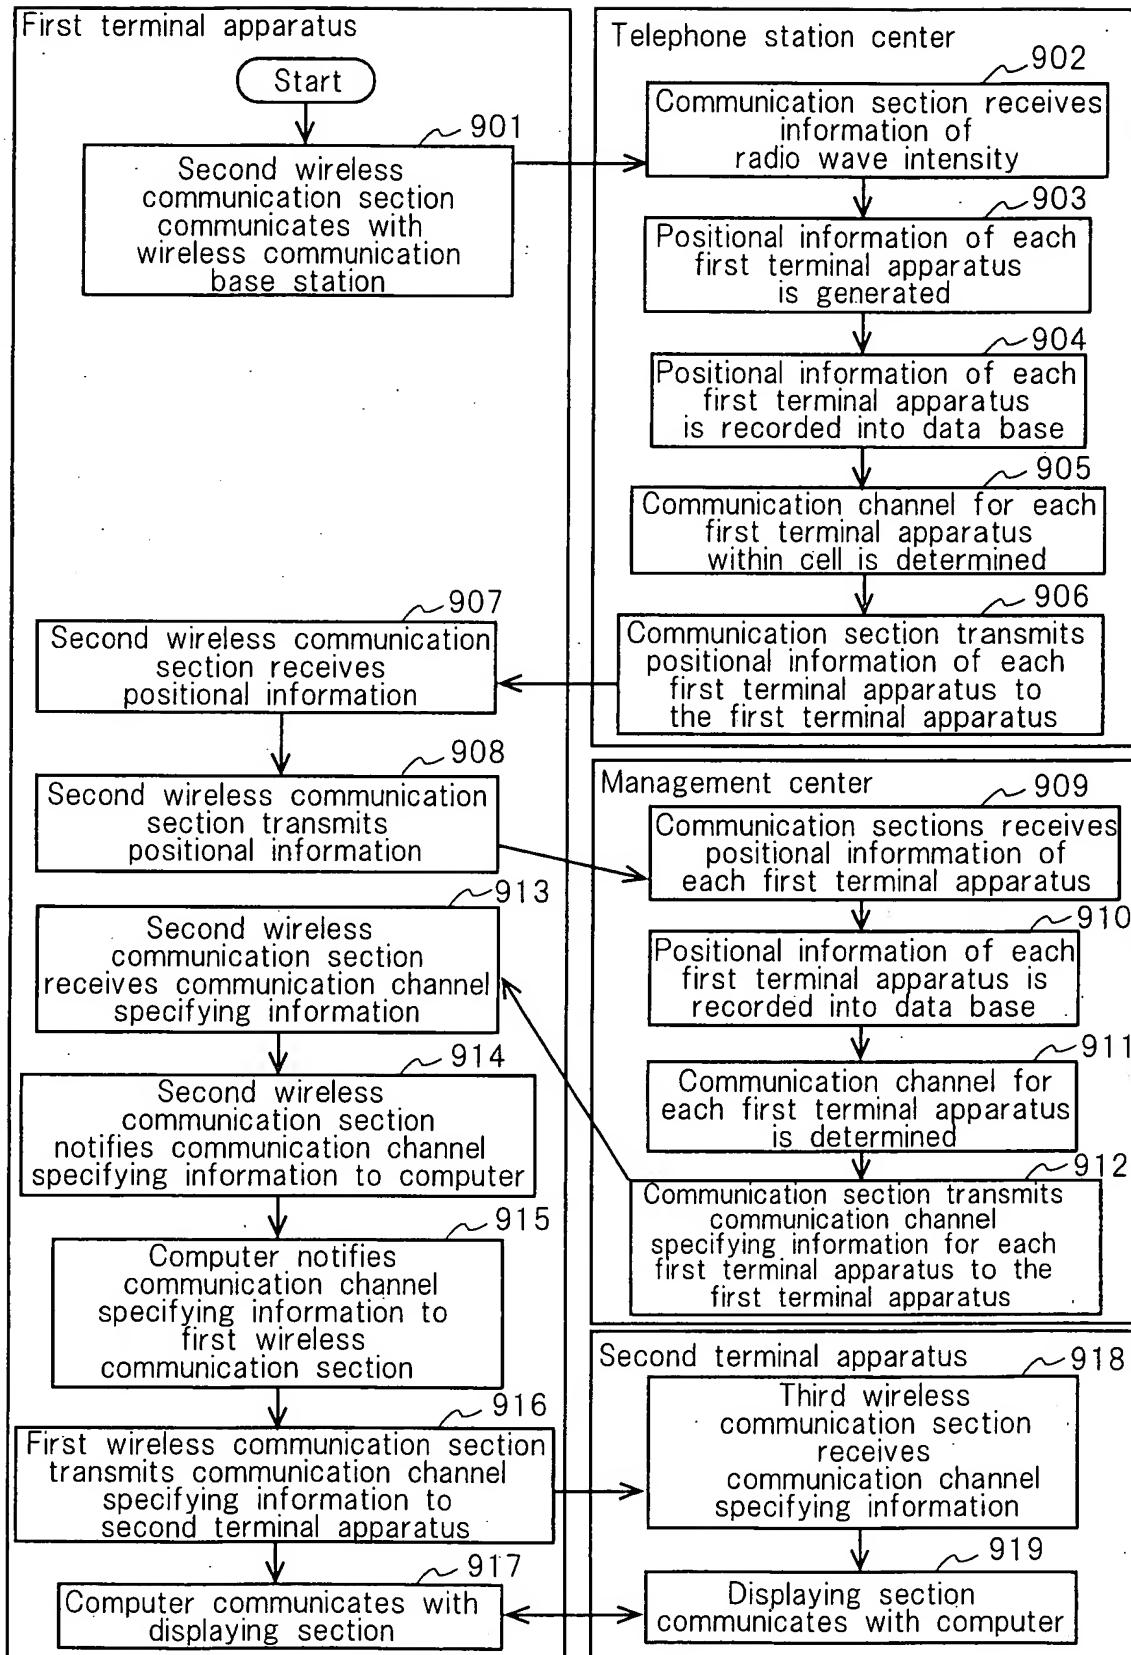 First terminal apparatus
Start
901
Second wireless
communication section
communicates with
wireless communication
base station
Telephone station center
902
Communication section receives
information of
radio wave intensity
903
Positional information of each
first terminal apparatus
is generated
904
Positional information of each
first terminal apparatus
is recorded into data base
905
Communication channel for each
first terminal apparatus
within cell is determined
906
Communication section transmits
positional information of each
first terminal apparatus to
the first terminal apparatus
907
Second wireless communication
section receives
positional information
908
Second wireless communication
section transmits
positional information
Management center
909
Communication sections receives
positional informmation of
each first terminal apparatus
910
Positional information of each
first terminal apparatus is
recorded into data base
911
Communication channel for
each first terminal apparatus
is determined
912
Communication section transmits
communication channel
specifying information for each
first terminal apparatus to the
first terminal apparatus
913
Second wireless
communication section
receives communication channel
specifying information
914
Second wireless
communication section
notifies communication channel
specifying information to computer
915
Computer notifies
communication channel
specifying information to
first wireless
communication section
916
First wireless communication section
transmits communication channel
specifying information to
second terminal apparatus
917
Computer communicates with
displaying section
Second terminal apparatus
918
Third wireless
communication section
receives
communication channel
specifying information
919
Displaying section
communicates with computer